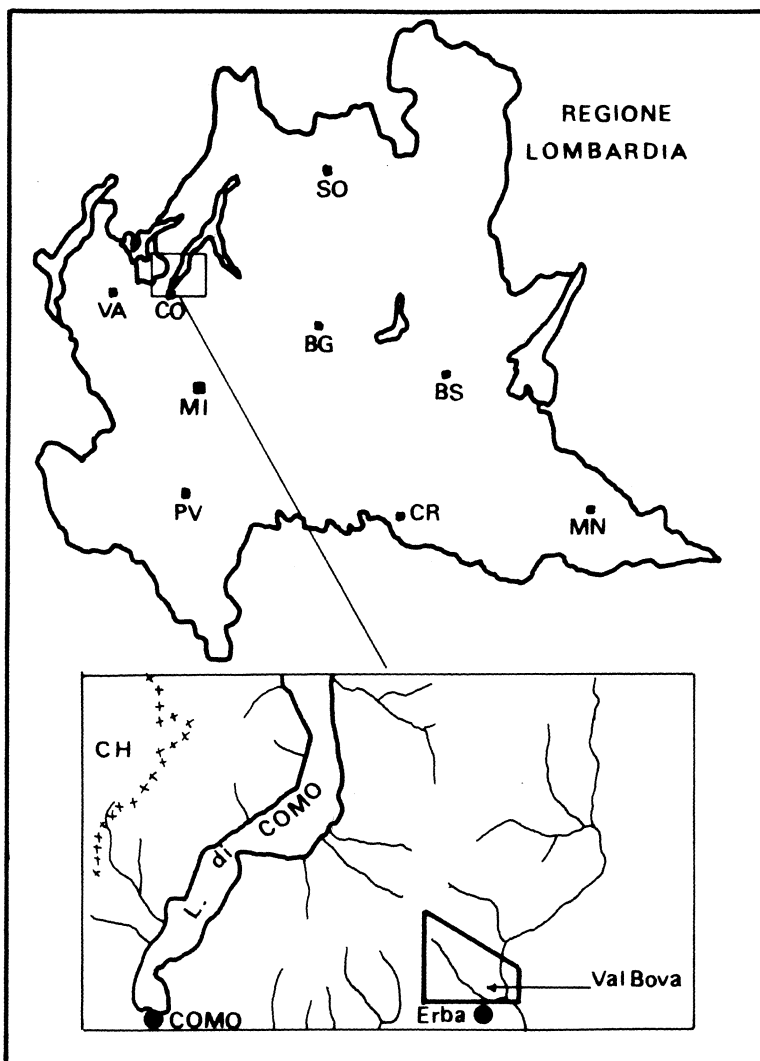 REGIONE
LOMBARDIA
SO
VA
CO
BG
BS
MI
PV
CR
MN
CH
L. di COMO
Val Bova
Erba
COMO